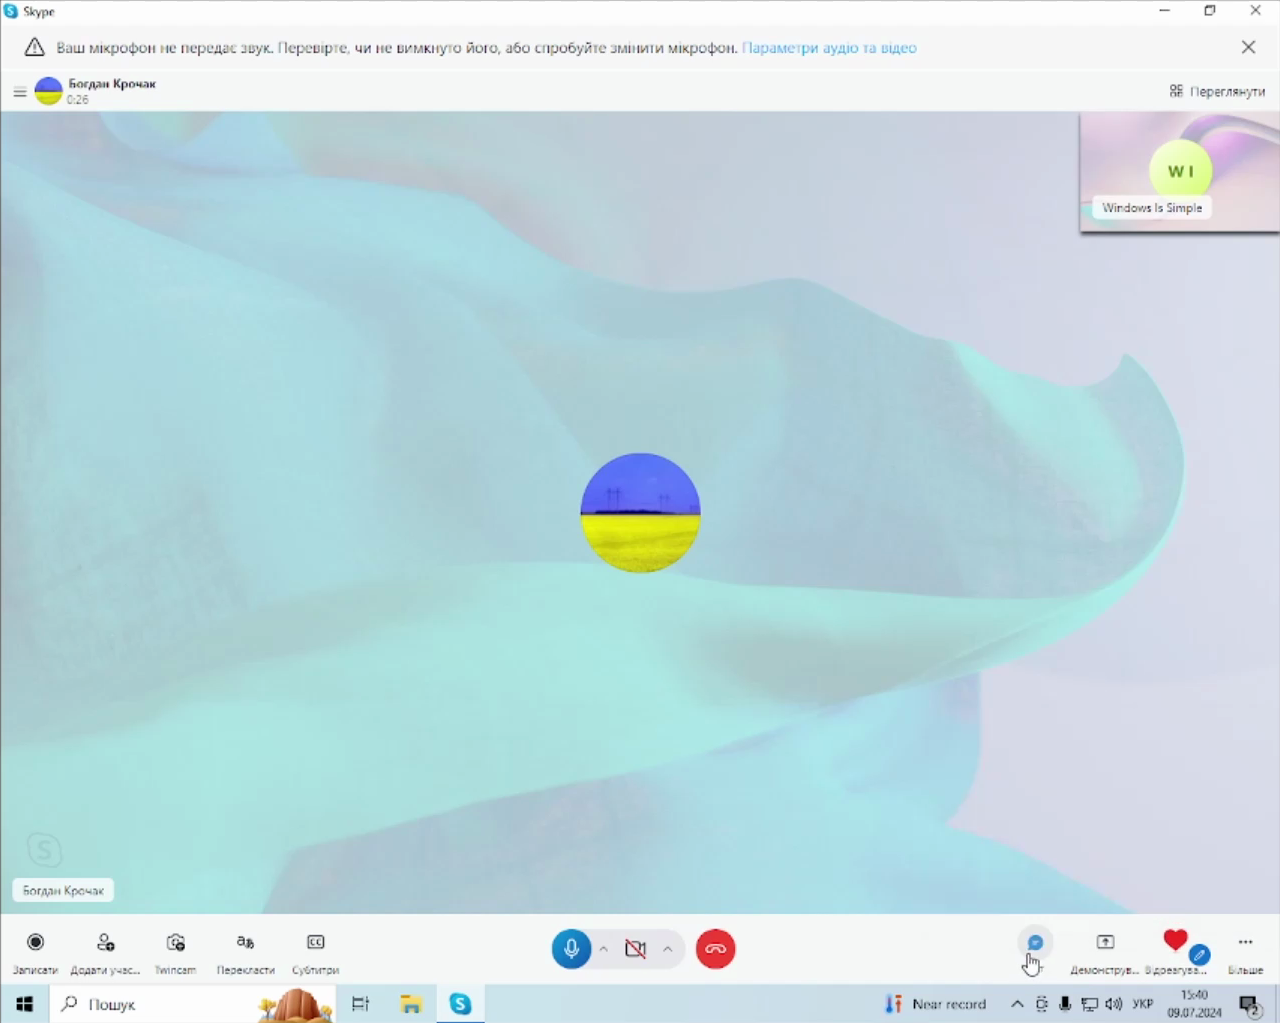 Skype
Ваш мікрофон не передає звук. Перевірте, чи не вимкнуто його, або спробуйте змінити мікрофон. Параметри аудіо та відео
Богдан Крочак
0:26
Переглянути
W I
Windows Is Simple
Богдан Крочак
Записати
Додати учас...
Twincam
Перекласти
CC
Субтитри
Демонструв...
Відреагува...
Більше
Пошук
Near record
УКР
15:40
09.07.2024
2